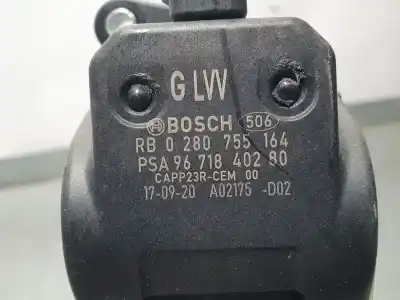 GLW
BOSCH 506
RB 0 280 755 164
PSA 96 718 402 80
CAPP23R-CEM 00
17-09-20 A02175 -D02